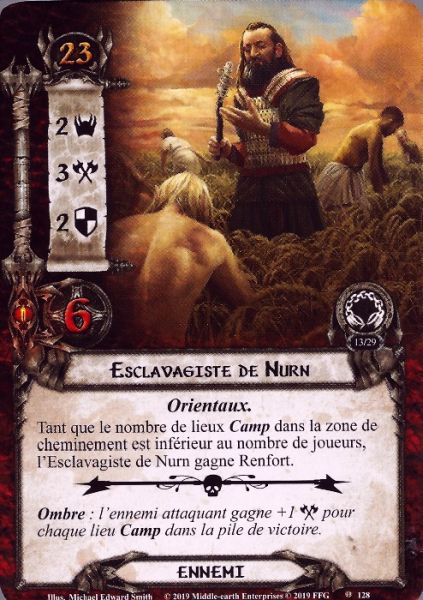 23
2
3
2
6
13/29
Esclavagiste de Nurn
Orientaux.
Tant que le nombre de lieux Camp dans la zone de
cheminement est inférieur au nombre de joueurs,
l'Esclavagiste de Nurn gagne Renfort.
Ombre : l'ennemi attaquant gagne +1 pour
chaque lieu Camp dans la pile de victoire.
Ennemi
Illus. Michael Edward Smith © 2019 Middle-earth Enterprises © 2019 FFG 128